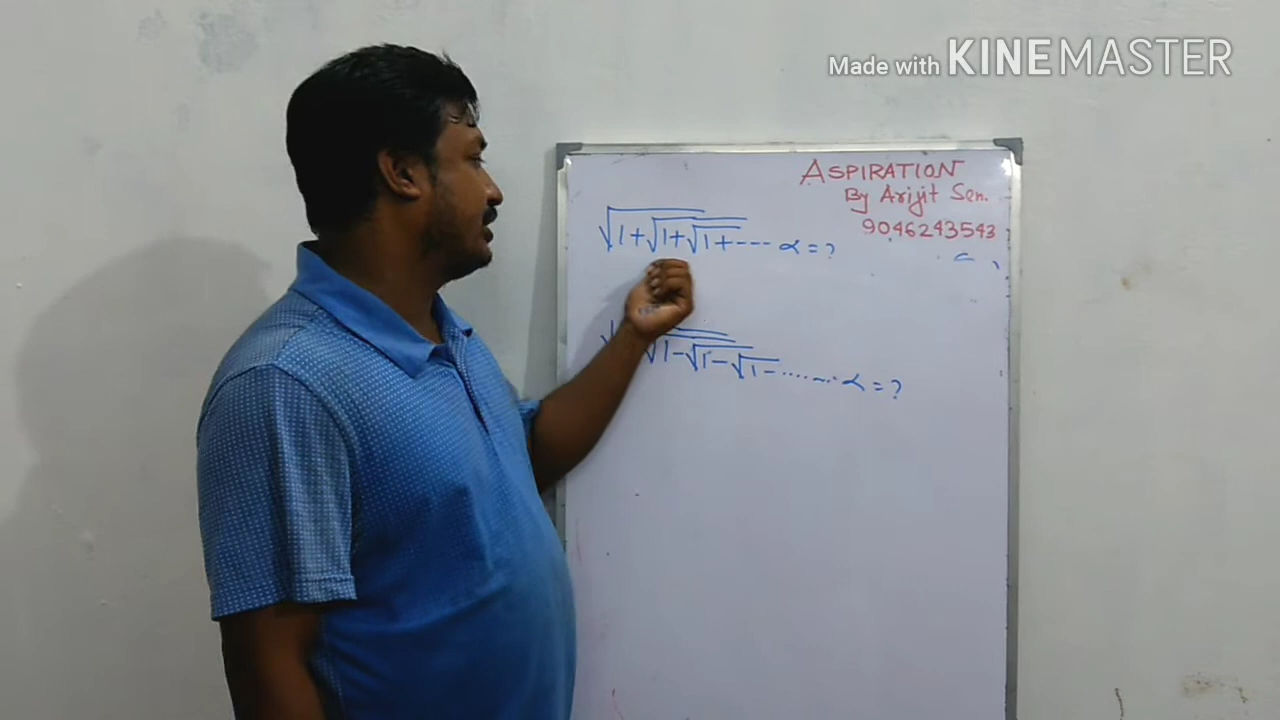 Made with KINEMASTER
ASPIRATION
By Arijit Sen.
9046243543
√1+√1+√1+---- α = ?
√1-√1-√1-........ α = ?